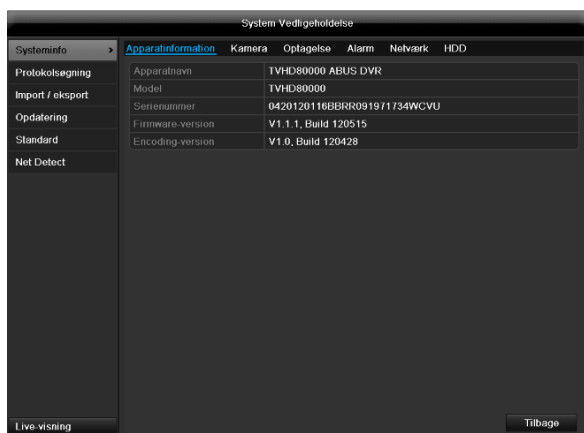 System Vedligeholdelse
Systeminfo >
Protokolsøgning
Import / eksport
Opdatering
Standard
Net Detect
Live-visning
Apparatinformation Kamera Optagelse Alarm Netværk HDD
Apparatnavn TVHD80000 ABUS DVR
Model TVHD80000
Serienummer 0420120116BBRR091971734WCVU
Firmware-version V1.1.1, Build 120515
Encoding-version V1.0, Build 120428
Tilbage